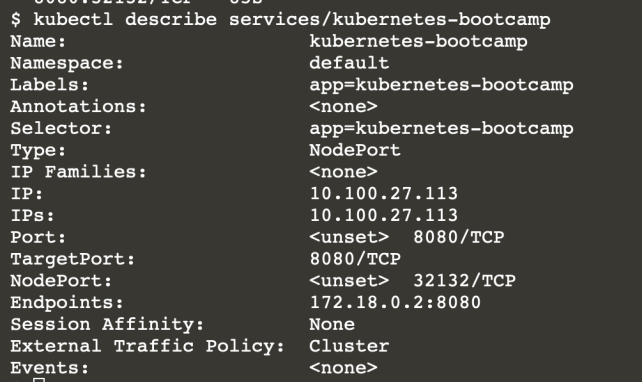 $ kubectl describe services/kubernetes-bootcamp
Name: kubernetes-bootcamp
Namespace: default
Labels: app=kubernetes-bootcamp
Annotations: <none>
Selector: app=kubernetes-bootcamp
Type: NodePort
IP Families: <none>
IP: 10.100.27.113
IPs: 10.100.27.113
Port: <unset> 8080/TCP
TargetPort: 8080/TCP
NodePort: <unset> 32132/TCP
Endpoints: 172.18.0.2:8080
Session Affinity: None
External Traffic Policy: Cluster
Events: <none>